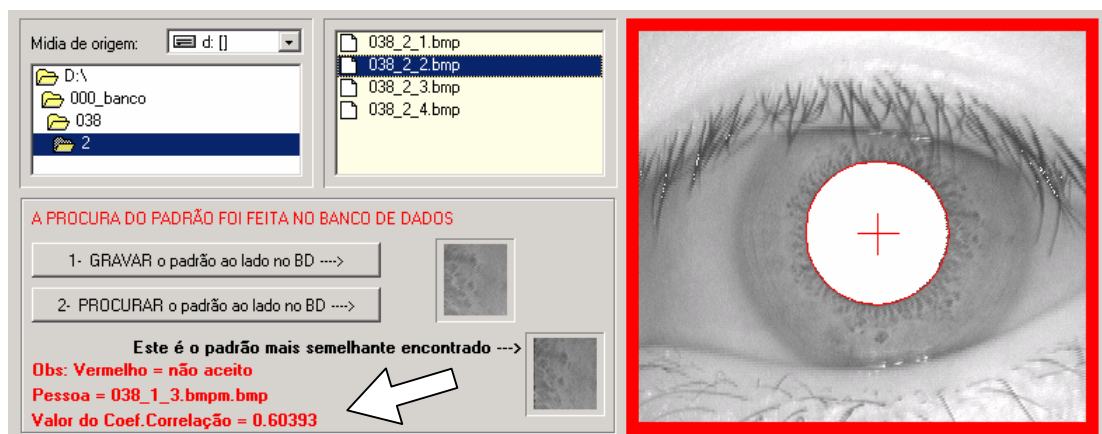 Midia de origem:
d: []
D:\
000_banco
038
2
038_2_1.bmp
038_2_2.bmp
038_2_3.bmp
038_2_4.bmp
A PROCURA DO PADRÃO FOI FEITA NO BANCO DE DADOS
1- GRAVAR o padrão ao lado no BD ---->
2- PROCURAR o padrão ao lado no BD ---->
Este é o padrão mais semelhante encontrado --->
Obs: Vermelho = não aceito
Pessoa = 038_1_3.bmpm.bmp
Valor do Coef.Correlação = 0.60393